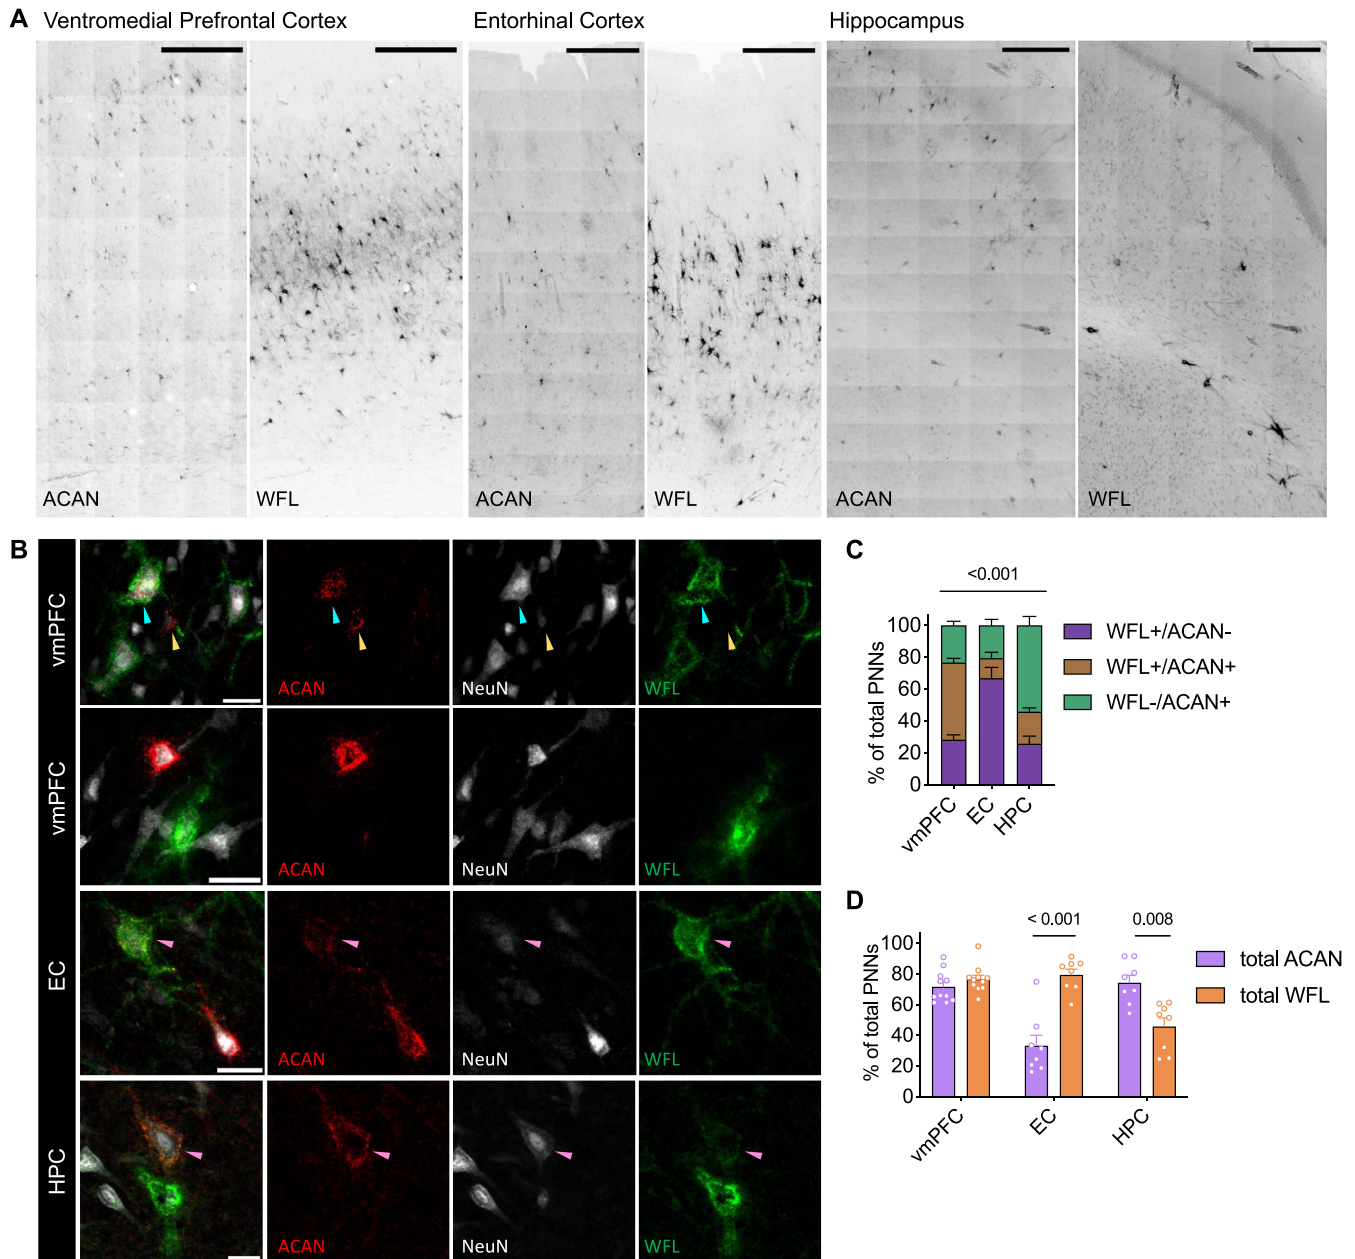 A
Ventromedial Prefrontal Cortex
Entorhinal Cortex
Hippocampus
ACAN
WFL
ACAN
WFL
ACAN
WFL
B
vmPFC
ACAN
NeuN
WFL
vmPFC
ACAN
NeuN
WFL
EC
ACAN
NeuN
WFL
HPC
ACAN
NeuN
WFL
C
<0.001
% of total PNNs
100
80
60
40
20
0
vmPFC
EC
HPC
WFL+/ACAN-
WFL+/ACAN+
WFL-/ACAN+
D
< 0.001
0.008
% of total PNNs
100
80
60
40
20
0
vmPFC
EC
HPC
total ACAN
total WFL